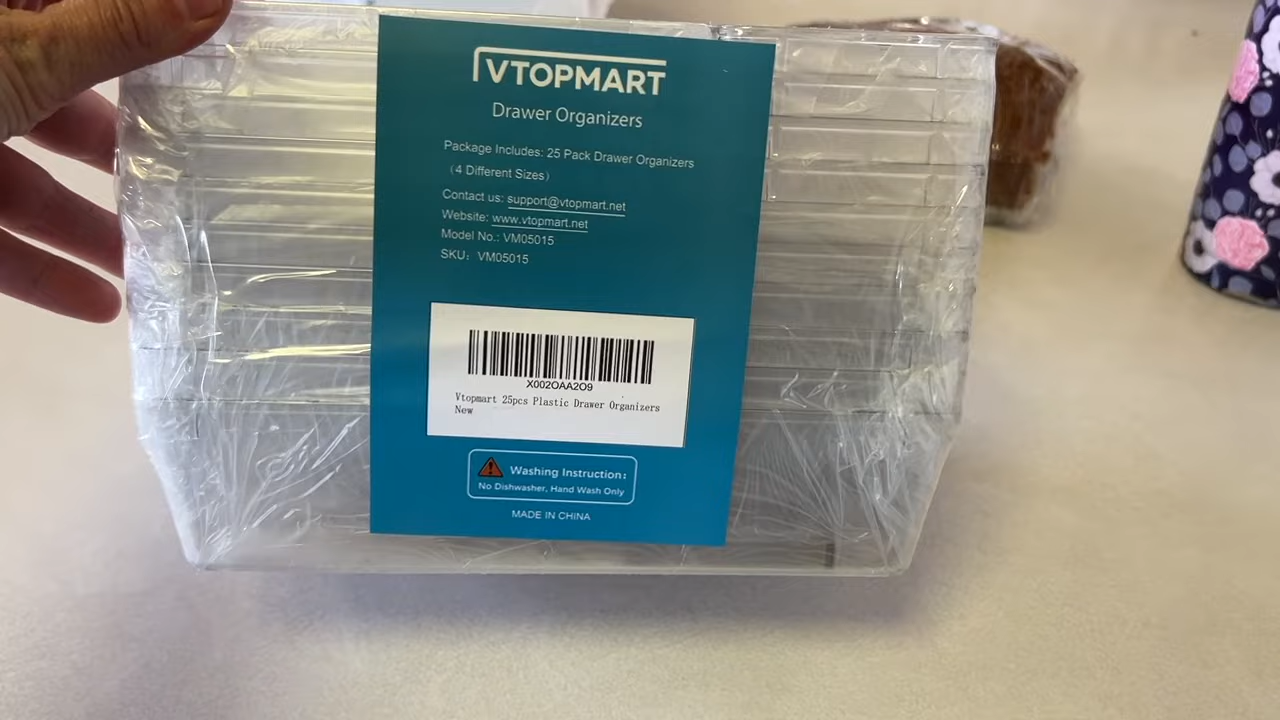 VTOPMART
Drawer Organizers
Package Includes: 25 Pack Drawer Organizers
（4 Different Sizes）
Contact us: support@vtopmart.net
Website: www.vtopmart.net
Model No.: VM05015
SKU：VM05015
X002OAA2O9
Vtopmart 25pcs Plastic Drawer Organizers
New
Washing Instruction:
No Dishwasher, Hand Wash Only
MADE IN CHINA